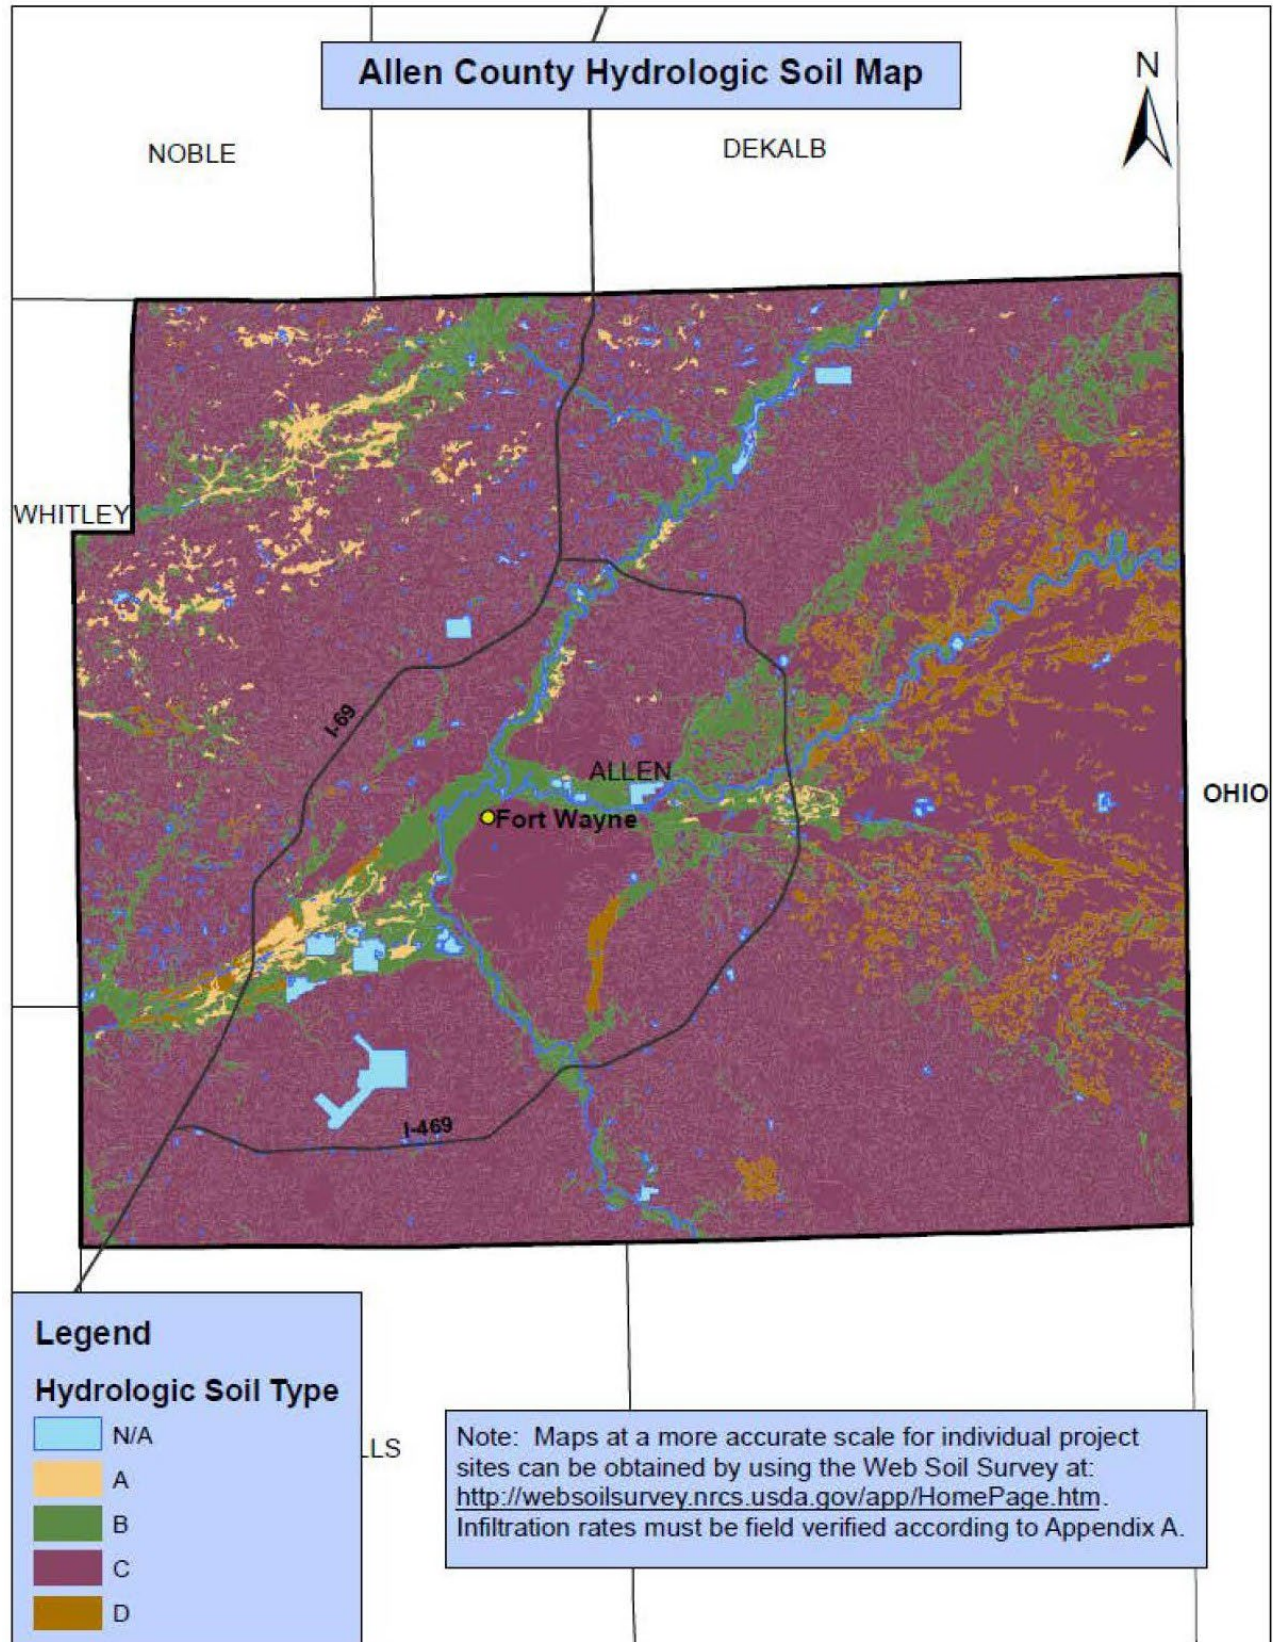 Allen County Hydrologic Soil Map
N
NOBLE
DEKALB
WHITLEY
I-69
ALLEN
OHIO
Fort Wayne
I-469
Legend
Hydrologic Soil Type
N/A
A
B
C
D
LLS
Note: Maps at a more accurate scale for individual project
sites can be obtained by using the Web Soil Survey at:
http://websoilsurvey.nrcs.usda.gov/app/HomePage.htm.
Infiltration rates must be field verified according to Appendix A.